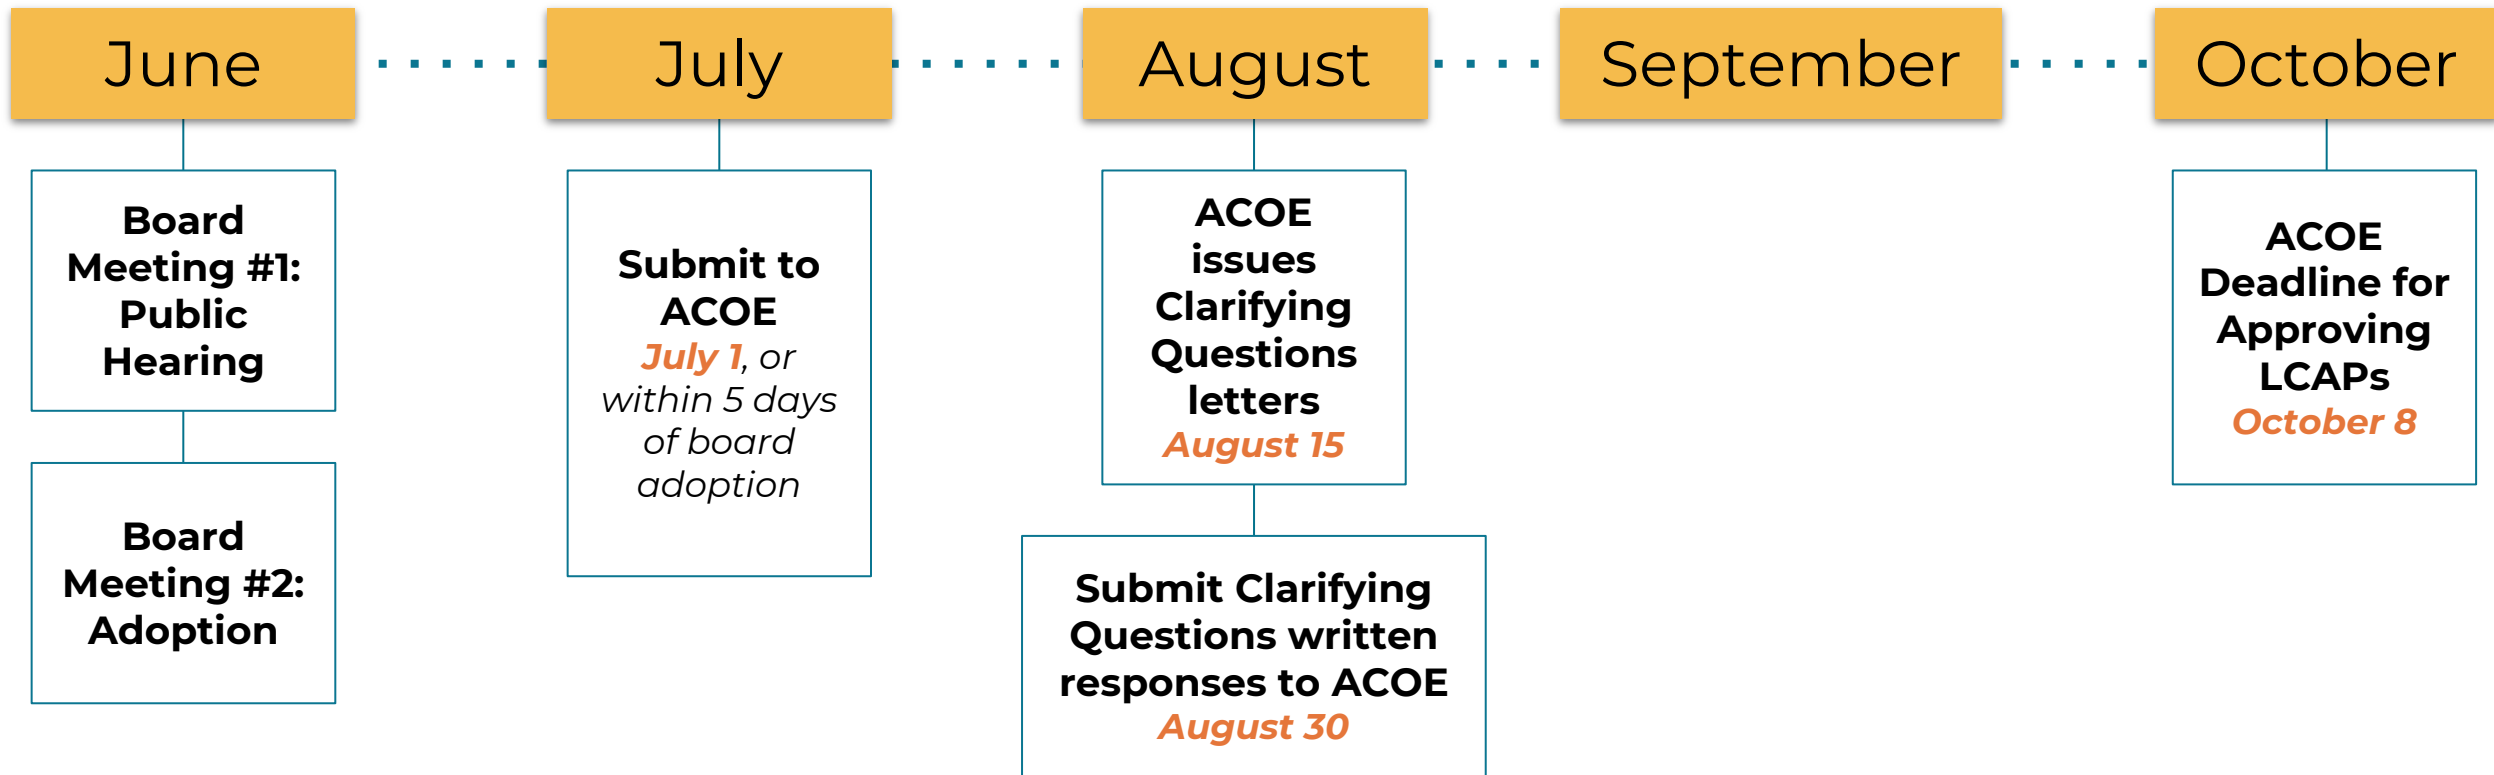 June
July
August
September
October
Board
Meeting #1:
Public
Hearing
Board
Meeting #2:
Adoption
Submit to
ACOE
July 1, or
within 5 days
of board
adoption
ACOE
issues
Clarifying
Questions
letters
August 15
Submit Clarifying
Questions written
responses to ACOE
August 30
ACOE
Deadline for
Approving
LCAPs
October 8